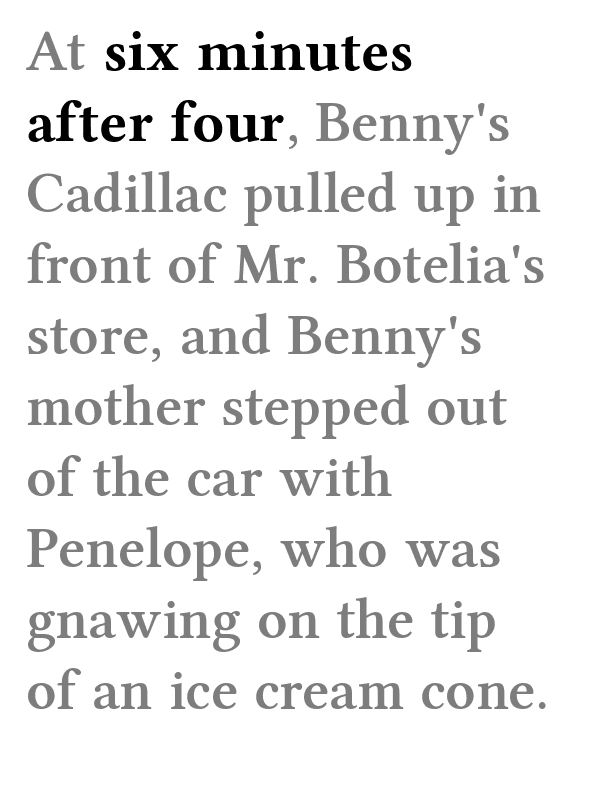 At six minutes
after four, Benny's
Cadillac pulled up in
front of Mr. Botelia's
store, and Benny's
mother stepped out
of the car with
Penelope, who was
gnawing on the tip
of an ice cream cone.